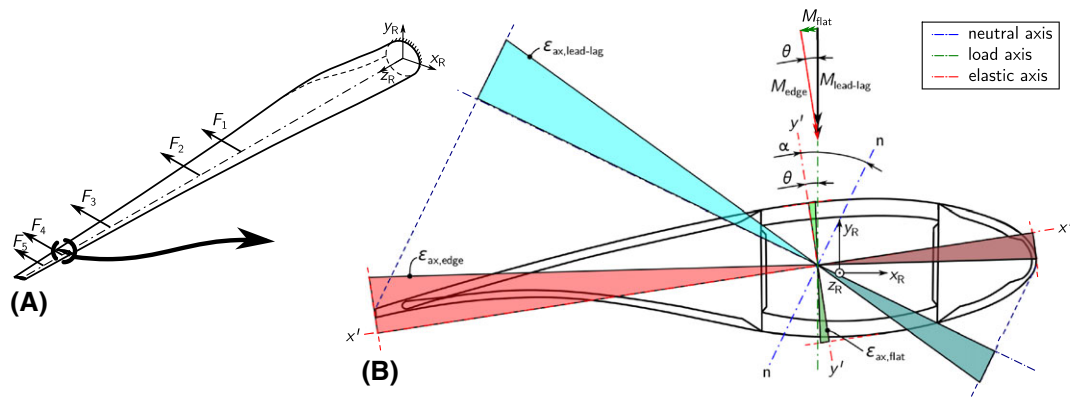 y_R
x_R
z_R
F_1
F_2
F_3
F_4
F_5
(A)
ε_ax,lead-lag
M_flat
θ
M_edge
M_lead-lag
neutral axis
load axis
elastic axis
y'
α
n
θ
y_R
x'
ε_ax,edge
x_R
z_R
x'
ε_ax,flat
(B)
n
y'